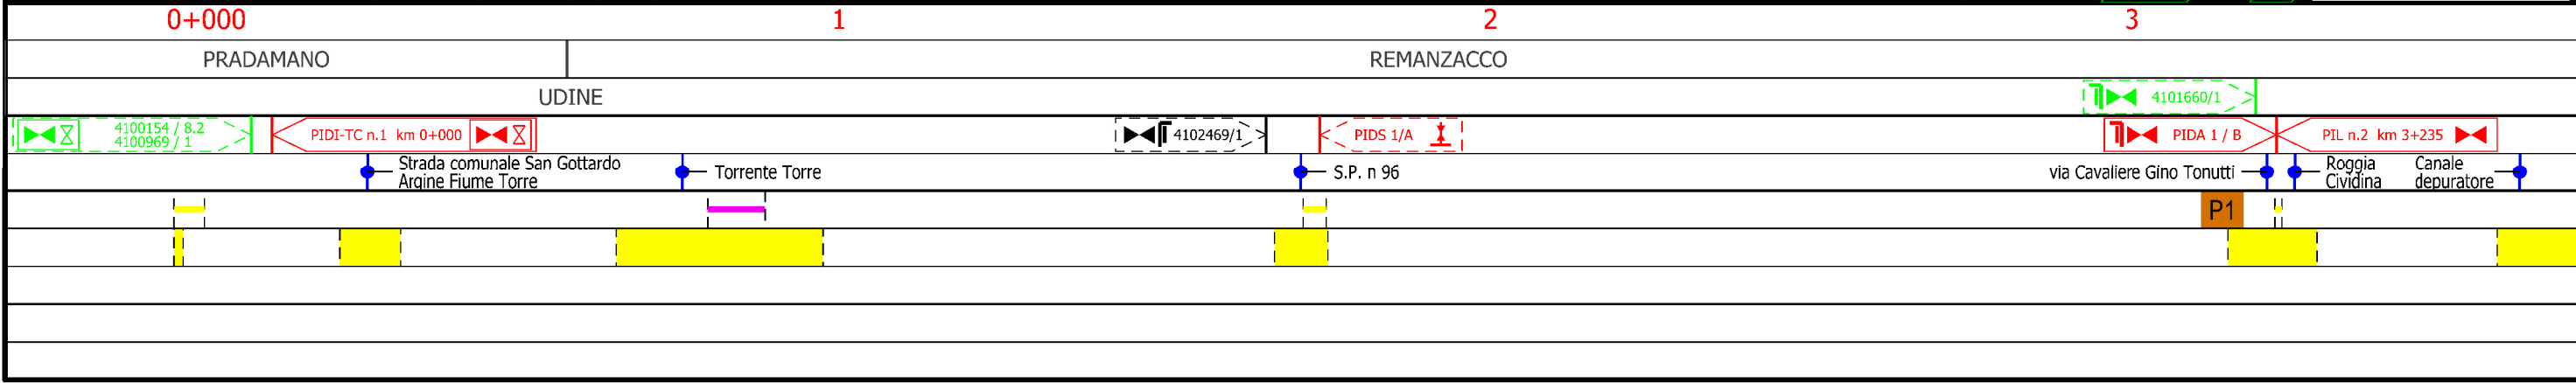 0+000 1 2 3
PRADAMANO REMANZACCO
UDINE
4101660/1
4100154 / 8.2
4100969 / 1
PIDI-TC n.1 km 0+000
4102469/1
PIDS 1/A
PIDA 1 / B
PIL n.2 km 3+235
Strada comunale San Gottardo
Argine Fiume Torre
Torrente Torre
S.P. n 96
via Cavaliere Gino Tonutti
Roggia
Cividina
Canale
depuratore
P1